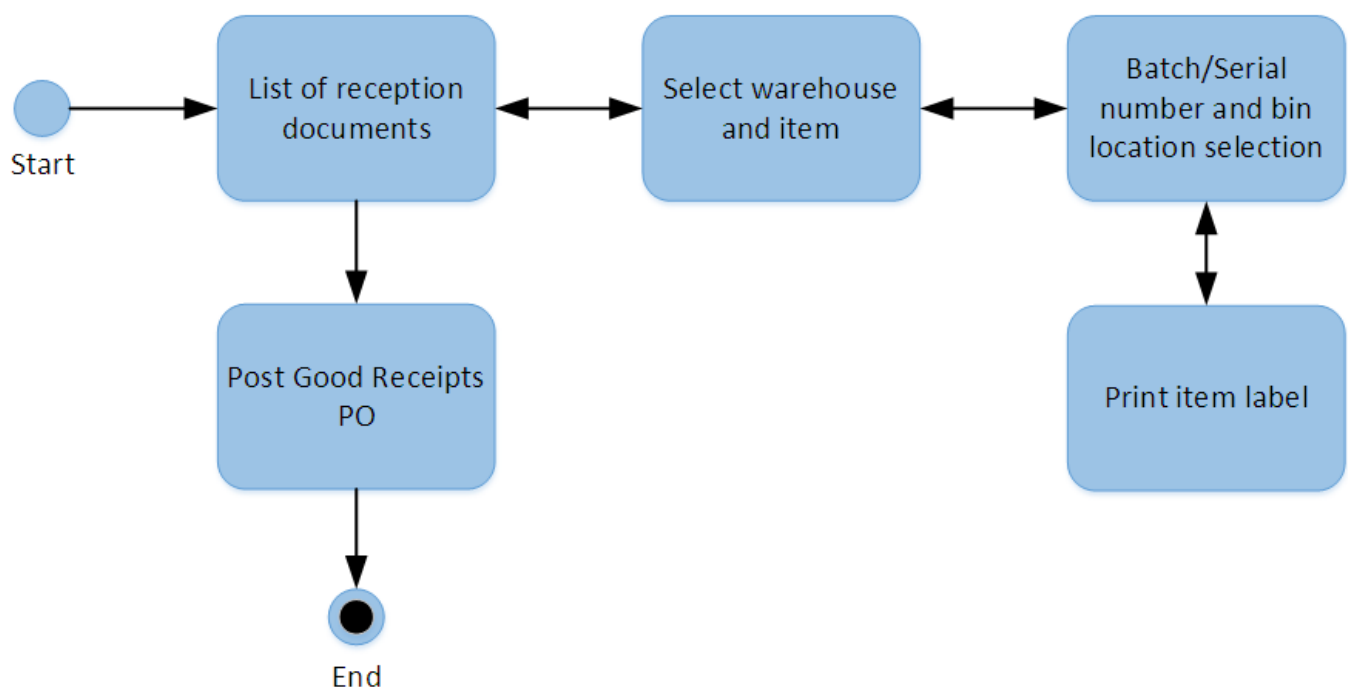 Start
List of reception
documents
Select warehouse
and item
Batch/Serial
number and bin
location selection
Post Good Receipts
PO
Print item label
End